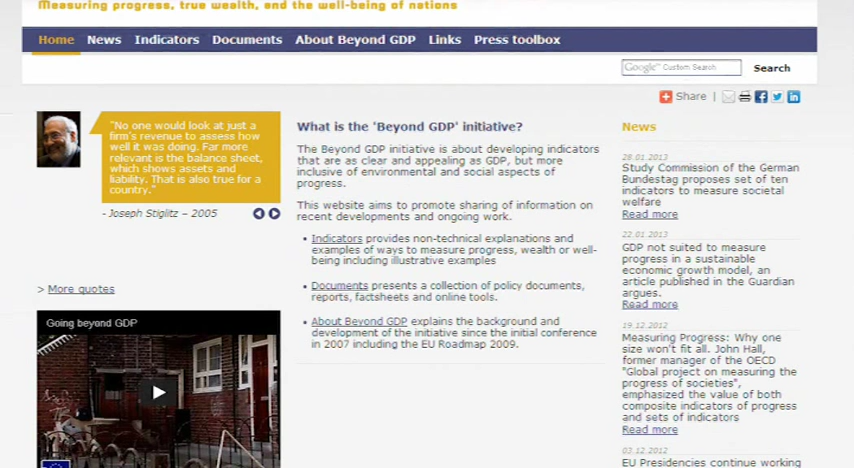 Measuring progress, true wealth, and the well-being of nations
Home News Indicators Documents About Beyond GDP Links Press toolbox
Google™ Custom Search Search
Share |
"No one would look at just a
firm's revenue to assess how
well it was doing. Far more
relevant is the balance sheet,
which shows assets and
liability. That is also true for a
country."
- Joseph Stiglitz – 2005
> More quotes
Going beyond GDP
What is the 'Beyond GDP' initiative?
The Beyond GDP initiative is about developing indicators
that are as clear and appealing as GDP, but more
inclusive of environmental and social aspects of
progress.
This website aims to promote sharing of information on
recent developments and ongoing work.
• Indicators provides non-technical explanations and
examples of ways to measure progress, wealth or well-
being including illustrative examples
• Documents presents a collection of policy documents,
reports, factsheets and online tools.
• About Beyond GDP explains the background and
development of the initiative since the initial conference
in 2007 including the EU Roadmap 2009.
News
28.01.2013
Study Commission of the German
Bundestag proposes set of ten
indicators to measure societal
welfare
Read more
22.01.2013
GDP not suited to measure
progress in a sustainable
economic growth model, an
article published in the Guardian
argues.
Read more
19.12.2012
Measuring Progress: Why one
size won't fit all. John Hall,
former manager of the OECD
"Global project on measuring the
progress of societies",
emphasized the value of both
composite indicators of progress
and sets of indicators
Read more
03.12.2012
EU Presidencies continue working